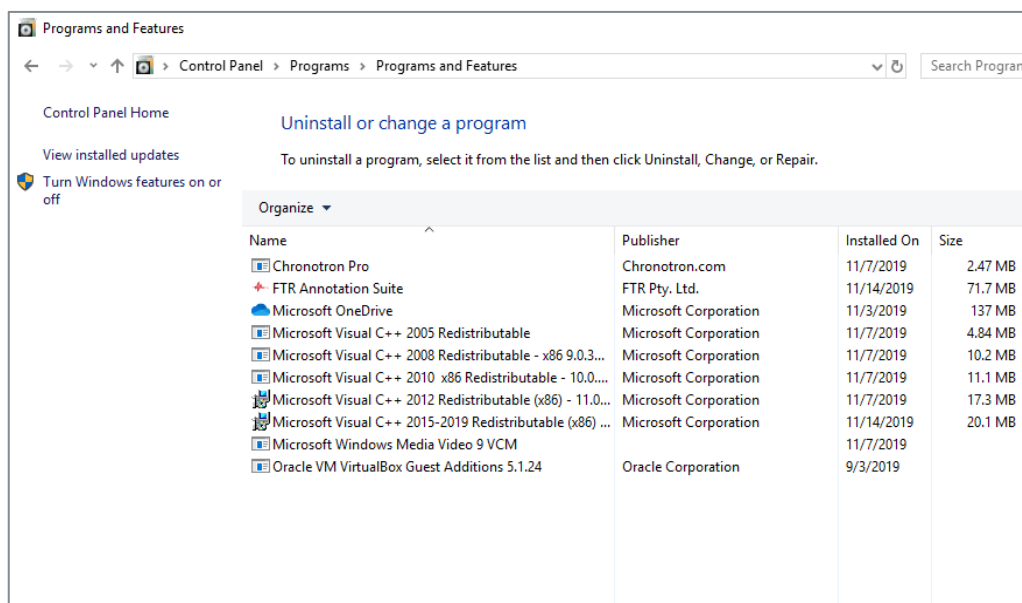 Programs and Features
Control Panel > Programs > Programs and Features
Search Program
Control Panel Home
View installed updates
Turn Windows features on or
off
Uninstall or change a program
To uninstall a program, select it from the list and then click Uninstall, Change, or Repair.
Organize
Name Publisher Installed On Size
Chronotron Pro Chronotron.com 11/7/2019 2.47 MB
FTR Annotation Suite FTR Pty. Ltd. 11/14/2019 71.7 MB
Microsoft OneDrive Microsoft Corporation 11/3/2019 137 MB
Microsoft Visual C++ 2005 Redistributable Microsoft Corporation 11/7/2019 4.84 MB
Microsoft Visual C++ 2008 Redistributable - x86 9.0.3... Microsoft Corporation 11/7/2019 10.2 MB
Microsoft Visual C++ 2010 x86 Redistributable - 10.0.... Microsoft Corporation 11/7/2019 11.1 MB
Microsoft Visual C++ 2012 Redistributable (x86) - 11.0... Microsoft Corporation 11/7/2019 17.3 MB
Microsoft Visual C++ 2015-2019 Redistributable (x86) ... Microsoft Corporation 11/14/2019 20.1 MB
Microsoft Windows Media Video 9 VCM 11/7/2019
Oracle VM VirtualBox Guest Additions 5.1.24 Oracle Corporation 9/3/2019